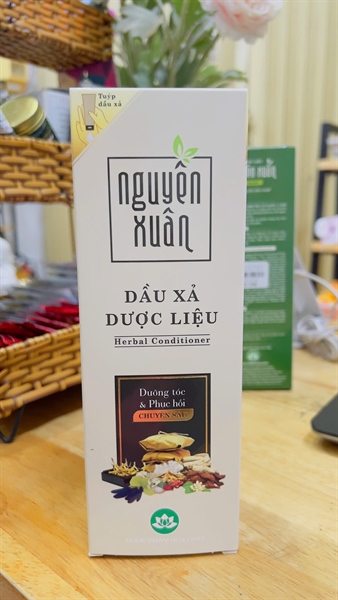 Tuýp
dầu xả
nguyên
xuân
DẦU XẢ
DƯỢC LIỆU
Herbal Conditioner
Dưỡng tóc
& Phục hồi
CHUYÊN SÂU